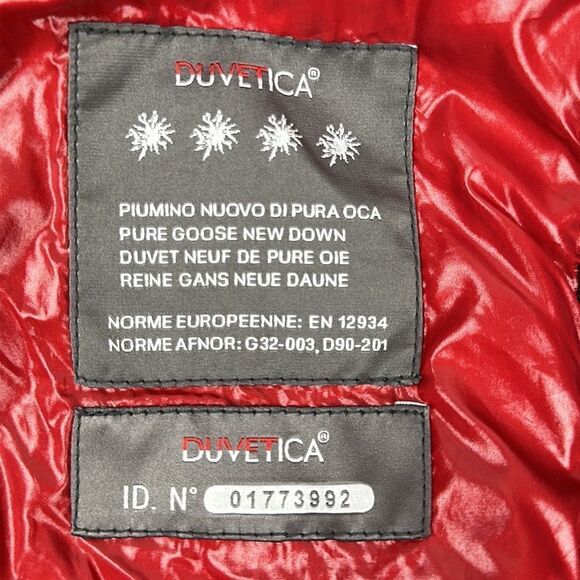 DUVETICA®
PIUMINO NUOVO DI PURA OCA
PURE GOOSE NEW DOWN
DUVET NEUF DE PURE OIE
REINE GANS NEUE DAUNE
NORME EUROPEENNE: EN 12934
NORME AFNOR: G32-003, D90-201
DUVETICA®
ID. N° 01773992